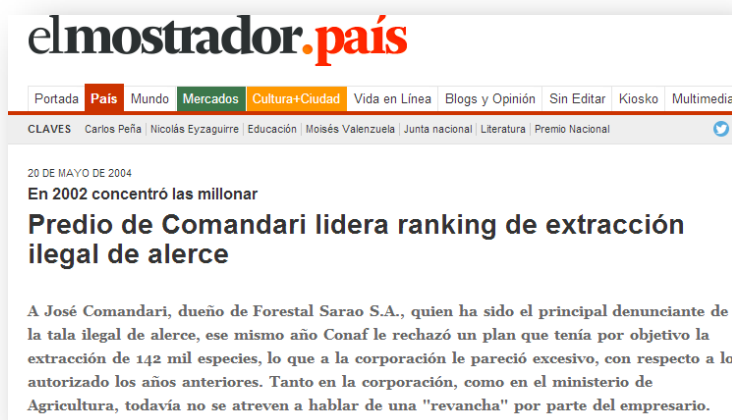 elmostrador.país
Portada País Mundo Mercados Cultura+Ciudad Vida en Línea Blogs y Opinión Sin Editar Kiosko Multimedia
CLAVES Carlos Peña | Nicolás Eyzaguirre | Educación | Moisés Valenzuela | Junta nacional | Literatura | Premio Nacional
20 DE MAYO DE 2004
En 2002 concentró las millonar
Predio de Comandari lidera ranking de extracción
ilegal de alerce
A José Comandari, dueño de Forestal Sarao S.A., quien ha sido el principal denunciante de
la tala ilegal de alerce, ese mismo año Conaf le rechazó un plan que tenía por objetivo la
extracción de 142 mil especies, lo que a la corporación le pareció excesivo, con respecto a lo
autorizado los años anteriores. Tanto en la corporación, como en el ministerio de
Agricultura, todavía no se atreven a hablar de una "revancha" por parte del empresario.